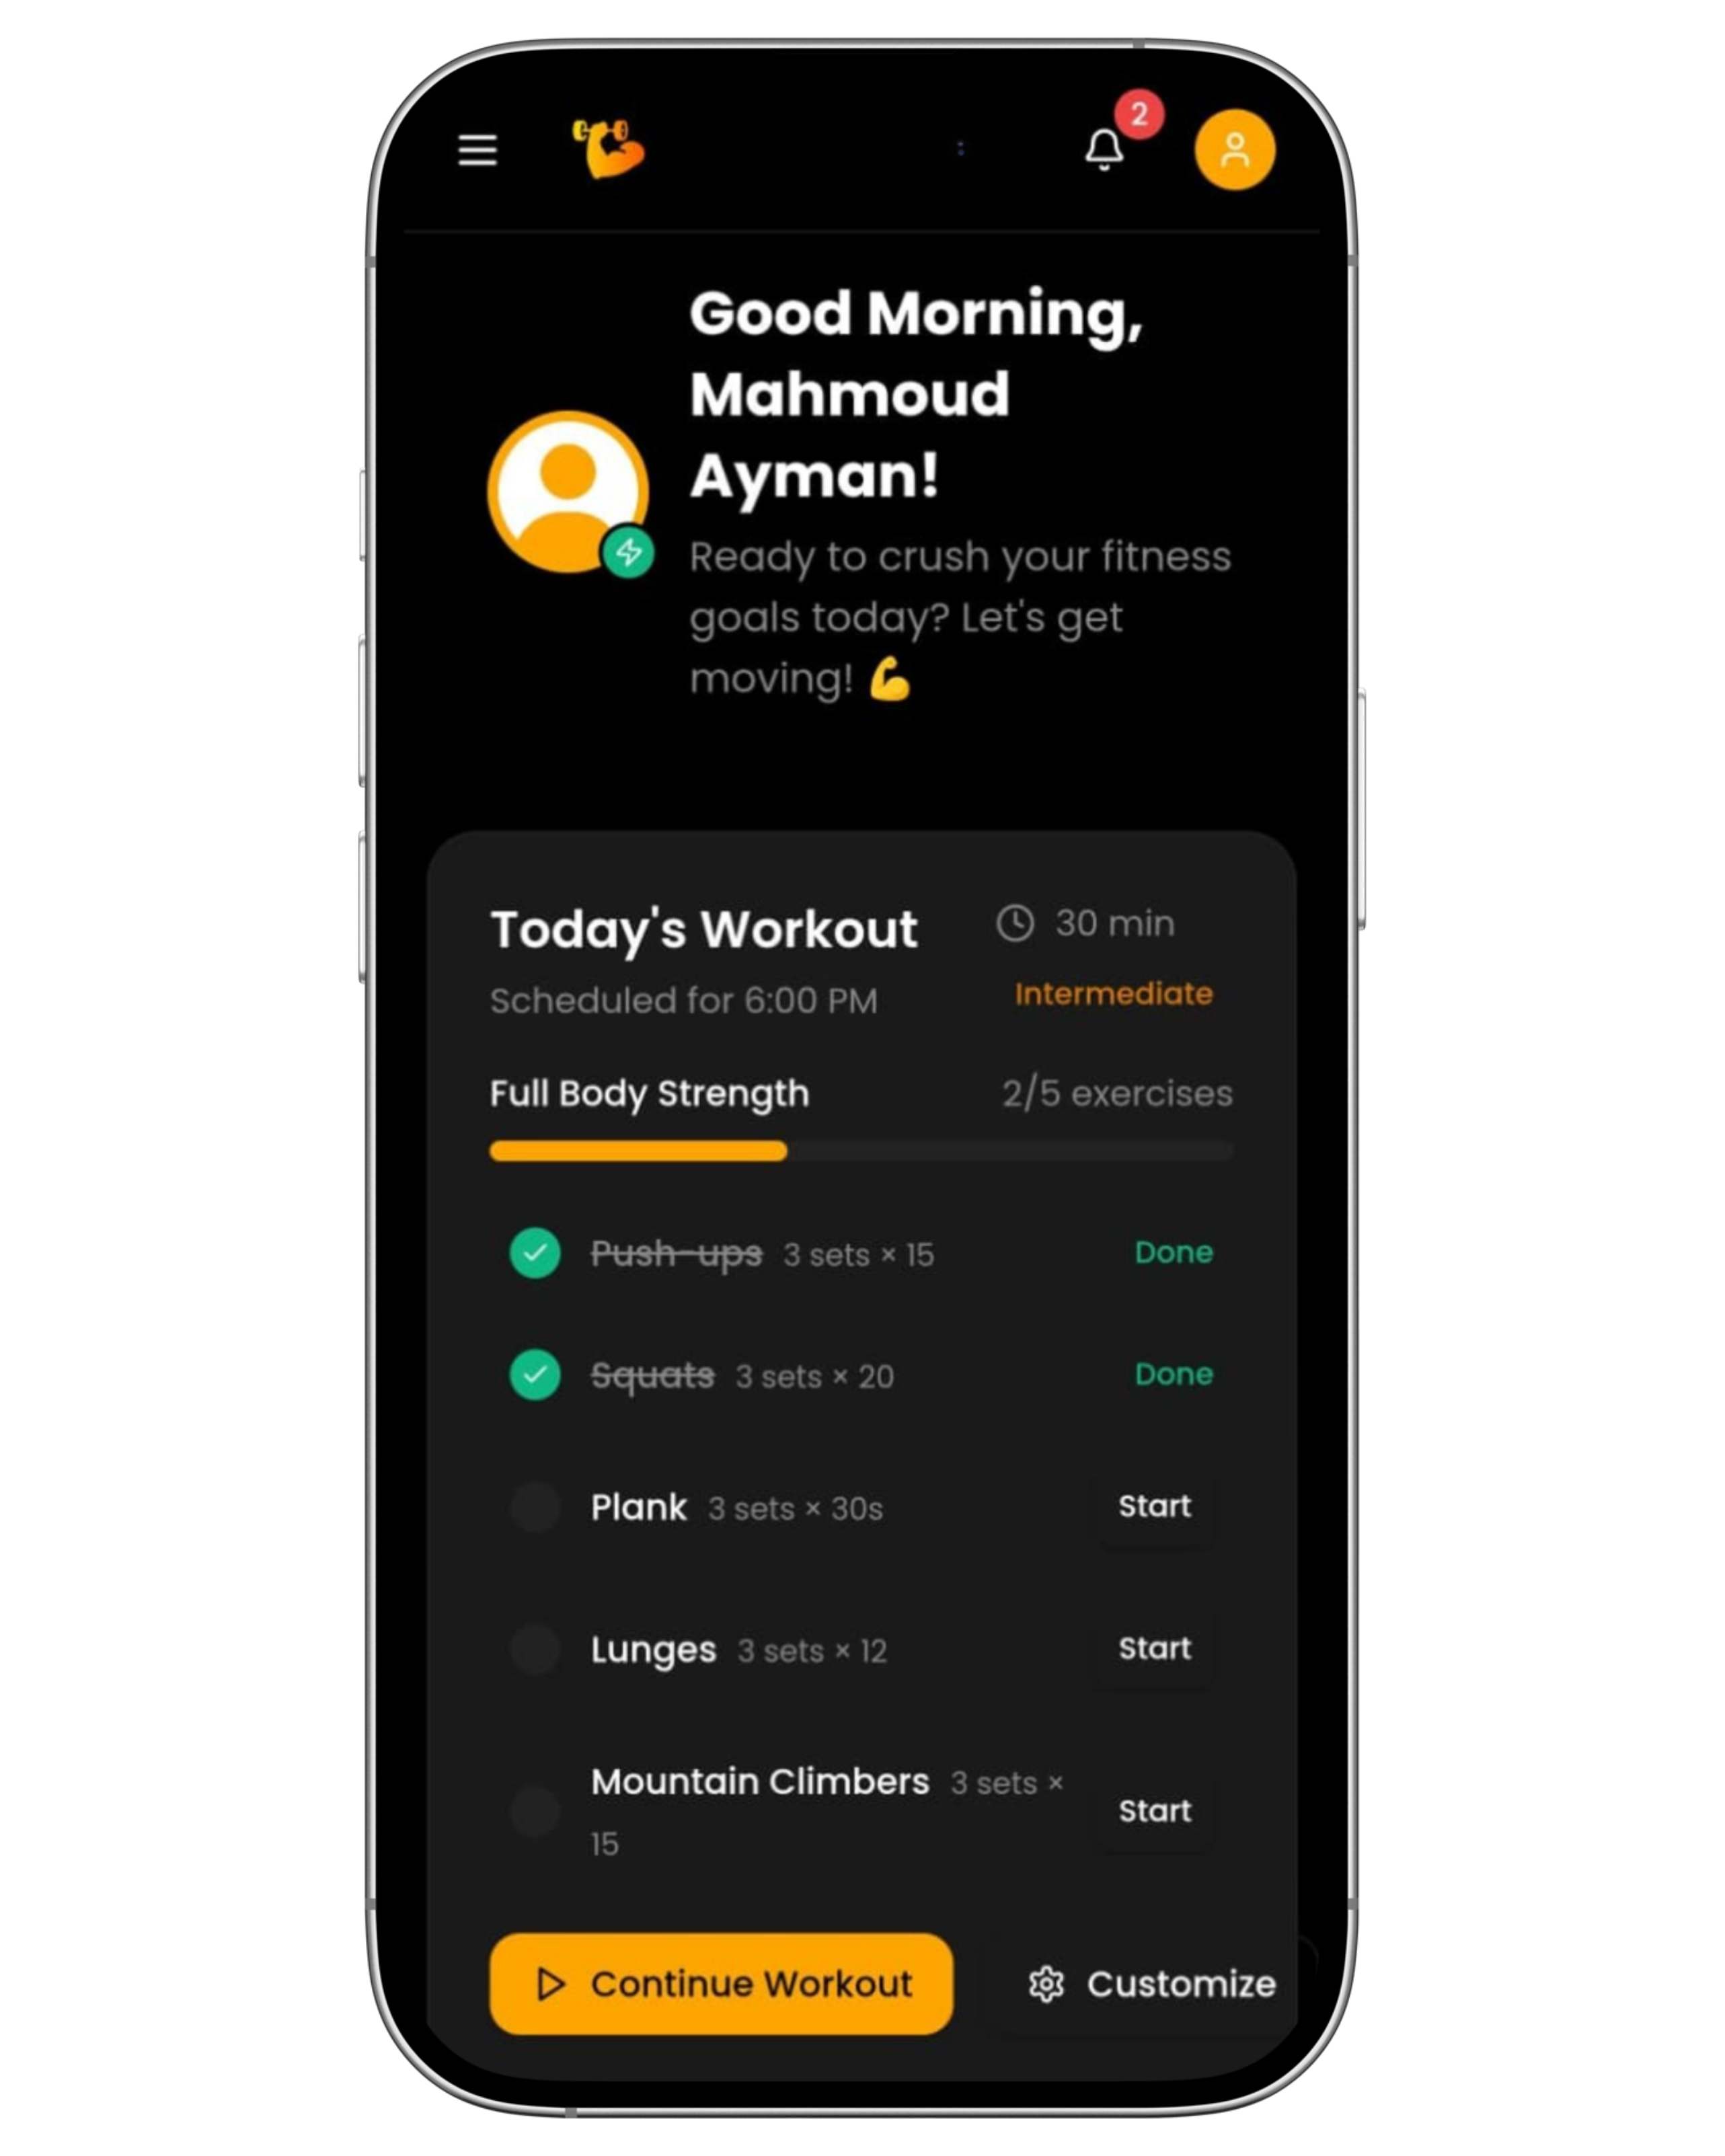 2
Good Morning,
Mahmoud
Ayman!
Ready to crush your fitness
goals today? Let's get
moving! 💪
Today's Workout
30 min
Scheduled for 6:00 PM
Intermediate
Full Body Strength
2/5 exercises
Push-ups 3 sets × 15
Done
Squats 3 sets × 20
Done
Plank 3 sets × 30s
Start
Lunges 3 sets × 12
Start
Mountain Climbers 3 sets ×
15
Start
Continue Workout
Customize